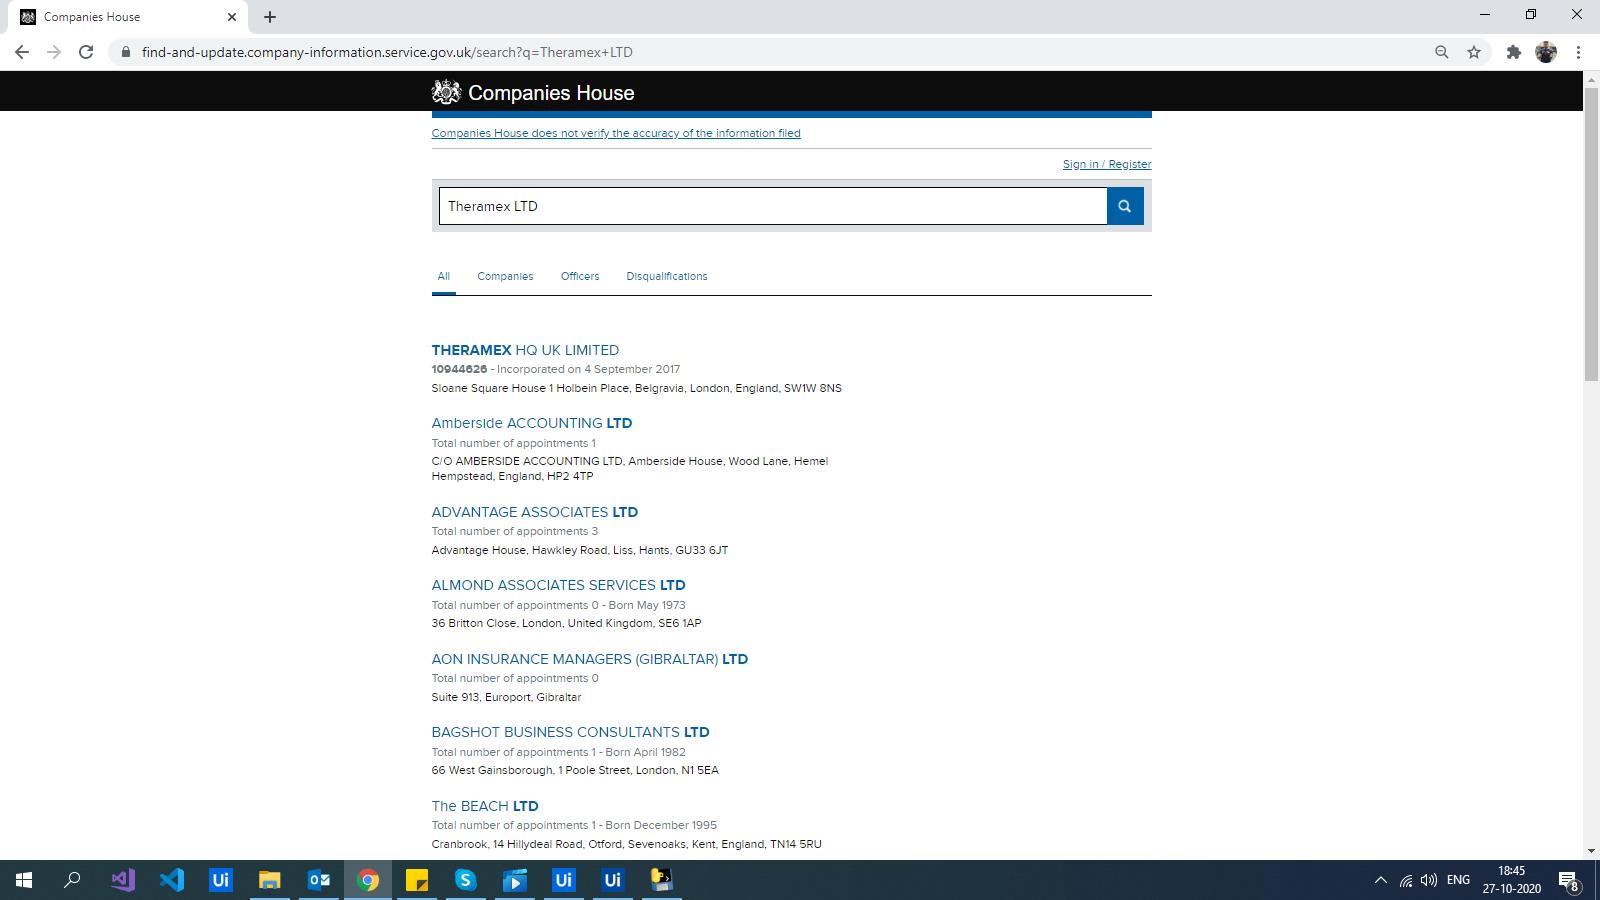 Companies House
find-and-update.company-information.service.gov.uk/search?q=Theramex+LTD
Companies House
Companies House does not verify the accuracy of the information filed
Sign in / Register
Theramex LTD
All Companies Officers Disqualifications
THERAMEX HQ UK LIMITED
10944626 - Incorporated on 4 September 2017
Sloane Square House 1 Holbein Place, Belgravia, London, England, SW1W 8NS
Amberside ACCOUNTING LTD
Total number of appointments 1
C/O AMBERSIDE ACCOUNTING LTD, Amberside House, Wood Lane, Hemel
Hempstead, England, HP2 4TP
ADVANTAGE ASSOCIATES LTD
Total number of appointments 3
Advantage House, Hawkley Road, Liss, Hants, GU33 6JT
ALMOND ASSOCIATES SERVICES LTD
Total number of appointments 0 - Born May 1973
36 Britton Close, London, United Kingdom, SE6 1AP
AON INSURANCE MANAGERS (GIBRALTAR) LTD
Total number of appointments 0
Suite 913, Europort, Gibraltar
BAGSHOT BUSINESS CONSULTANTS LTD
Total number of appointments 1 - Born April 1982
66 West Gainsborough, 1 Poole Street, London, N1 5EA
The BEACH LTD
Total number of appointments 1 - Born December 1995
Cranbrook, 14 Hillydeal Road, Otford, Sevenoaks, Kent, England, TN14 5RU
Ui
Ui
Ui
ENG
18:45
27-10-2020
8